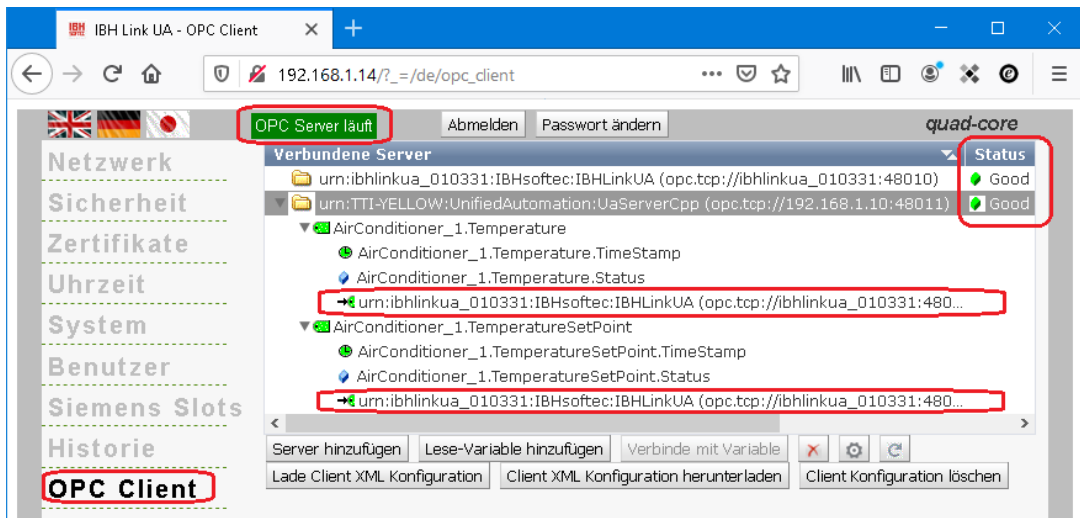 IBH Link UA - OPC Client
192.168.1.14/?_=/de/opc_client
OPC Server läuft Abmelden Passwort ändern quad-core
Netzwerk
Sicherheit
Zertifikate
Uhrzeit
System
Benutzer
Siemens Slots
Historie
OPC Client
Verbundene Server Status
urn:ibhlinkua_010331:IBHsoftec:IBHLinkUA (opc.tcp://ibhlinkua_010331:48010) Good
urn:TTI-YELLOW:UnifiedAutomation:UaServerCpp (opc.tcp://192.168.1.10:48011) Good
AirConditioner_1.Temperature
AirConditioner_1.Temperature.TimeStamp
AirConditioner_1.Temperature.Status
urn:ibhlinkua_010331:IBHsoftec:IBHLinkUA (opc.tcp://ibhlinkua_010331:480...
AirConditioner_1.TemperatureSetPoint
AirConditioner_1.TemperatureSetPoint.TimeStamp
AirConditioner_1.TemperatureSetPoint.Status
urn:ibhlinkua_010331:IBHsoftec:IBHLinkUA (opc.tcp://ibhlinkua_010331:480...
Server hinzufügen Lese-Variable hinzufügen Verbinde mit Variable
Lade Client XML Konfiguration Client XML Konfiguration herunterladen Client Konfiguration löschen